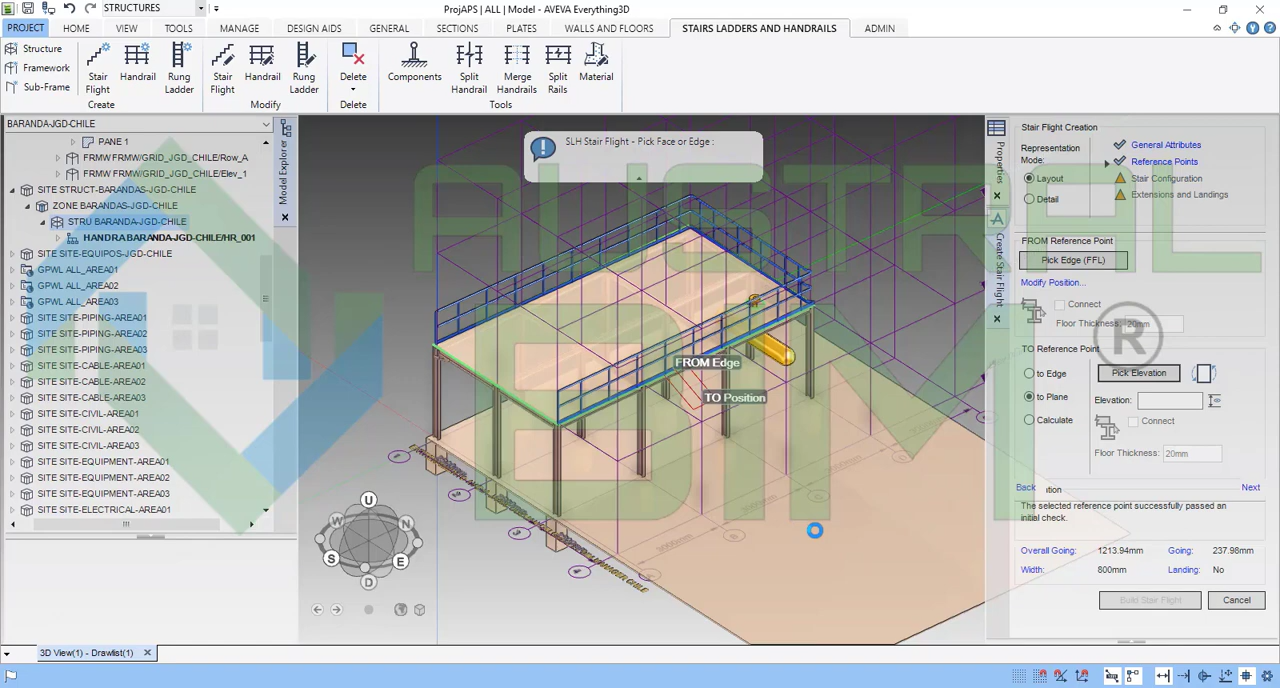 STRUCTURES
ProjAPS | ALL | Model - AVEVA Everything3D
PROJECT HOME VIEW TOOLS MANAGE DESIGN AIDS GENERAL SECTIONS PLATES WALLS AND FLOORS STAIRS LADDERS AND HANDRAILS ADMIN
Structure
Framework
Sub-Frame
Stair Flight
Handrail
Rung Ladder
Create
Stair Flight
Handrail
Rung Ladder
Modify
Delete
Delete
Components
Split Handrail
Merge Handrails
Split Rails
Material
Tools
BARANDA-JGD-CHILE
PANE 1
FRMW FRMW/GRID_JGD_CHILE/Row_A
FRMW FRMW/GRID_JGD_CHILE/Elev_1
SITE STRUCT-BARANDAS-JGD-CHILE
ZONE BARANDAS-JGD-CHILE
STRU BARANDA-JGD-CHILE
HANDRA BARANDA-JGD-CHILE/HR_001
SITE SITE-EQUIPOS-JGD-CHILE
GPWL ALL_AREA01
GPWL ALL_AREA02
GPWL ALL_AREA03
SITE SITE-PIPING-AREA01
SITE SITE-PIPING-AREA02
SITE SITE-PIPING-AREA03
SITE SITE-CABLE-AREA01
SITE SITE-CABLE-AREA02
SITE SITE-CABLE-AREA03
SITE SITE-CIVIL-AREA01
SITE SITE-CIVIL-AREA02
SITE SITE-CIVIL-AREA03
SITE SITE-EQUIPMENT-AREA01
SITE SITE-EQUIPMENT-AREA02
SITE SITE-EQUIPMENT-AREA03
SITE SITE-ELECTRICAL-AREA01
Model Explorer
SLH Stair Flight - Pick Face or Edge :
AUSTRAL
BIM
®
FROM Edge
TO Position
U
N
W
E
S
D
Properties
Create Stair Flight
Stair Flight Creation
Representation Mode:
Layout
Detail
General Attributes
Reference Points
Stair Configuration
Extensions and Landings
FROM Reference Point
Pick Edge (FFL)
Modify Position...
Connect
Floor Thickness: 20mm
TO Reference Point
to Edge
Pick Elevation
to Plane
Elevation:
Calculate
Connect
Floor Thickness: 20mm
Back
Next
The selected reference point successfully passed an initial check.
Overall Going: 1213.94mm Going: 237.98mm
Width: 800mm Landing: No
Build Stair Flight
Cancel
3D View(1) - Drawlist(1)